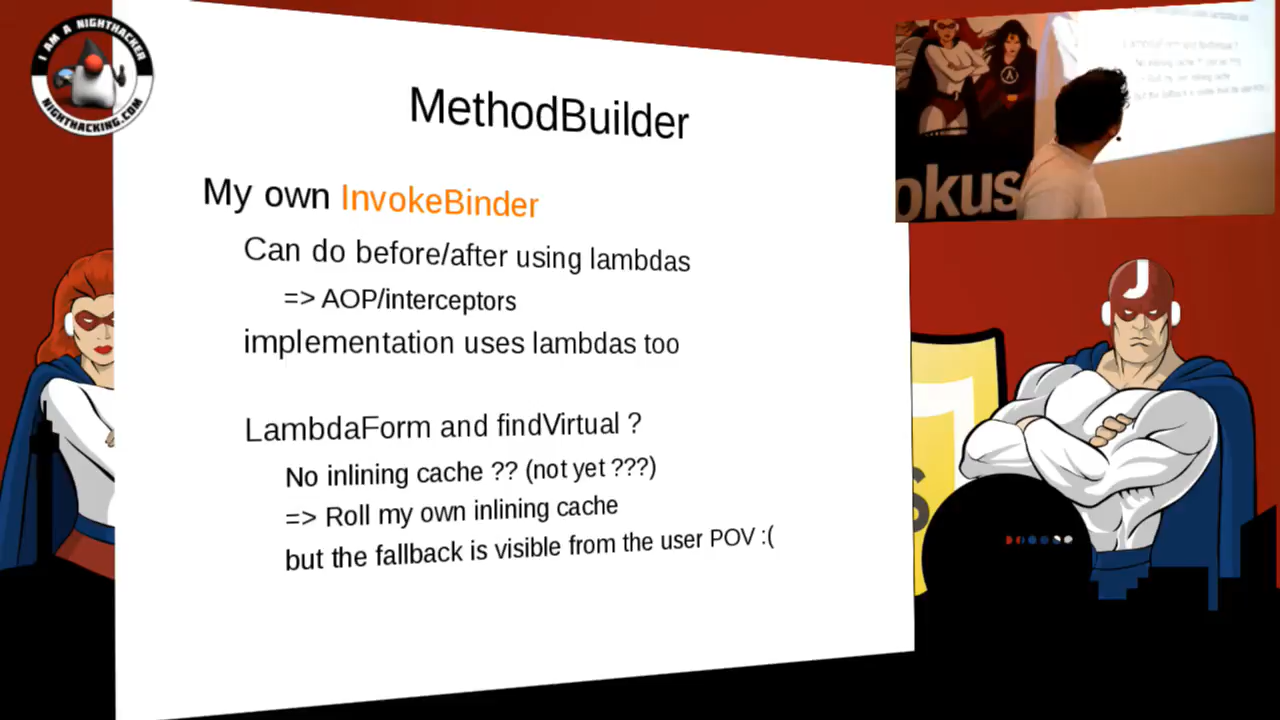 I AM A NIGHTHACKER
NIGHTHACKING.COM
MethodBuilder
My own InvokeBinder
Can do before/after using lambdas
=> AOP/interceptors
implementation uses lambdas too
LambdaForm and findVirtual ?
No inlining cache ?? (not yet ???)
=> Roll my own inlining cache
but the fallback is visible from the user POV :(
okus
J